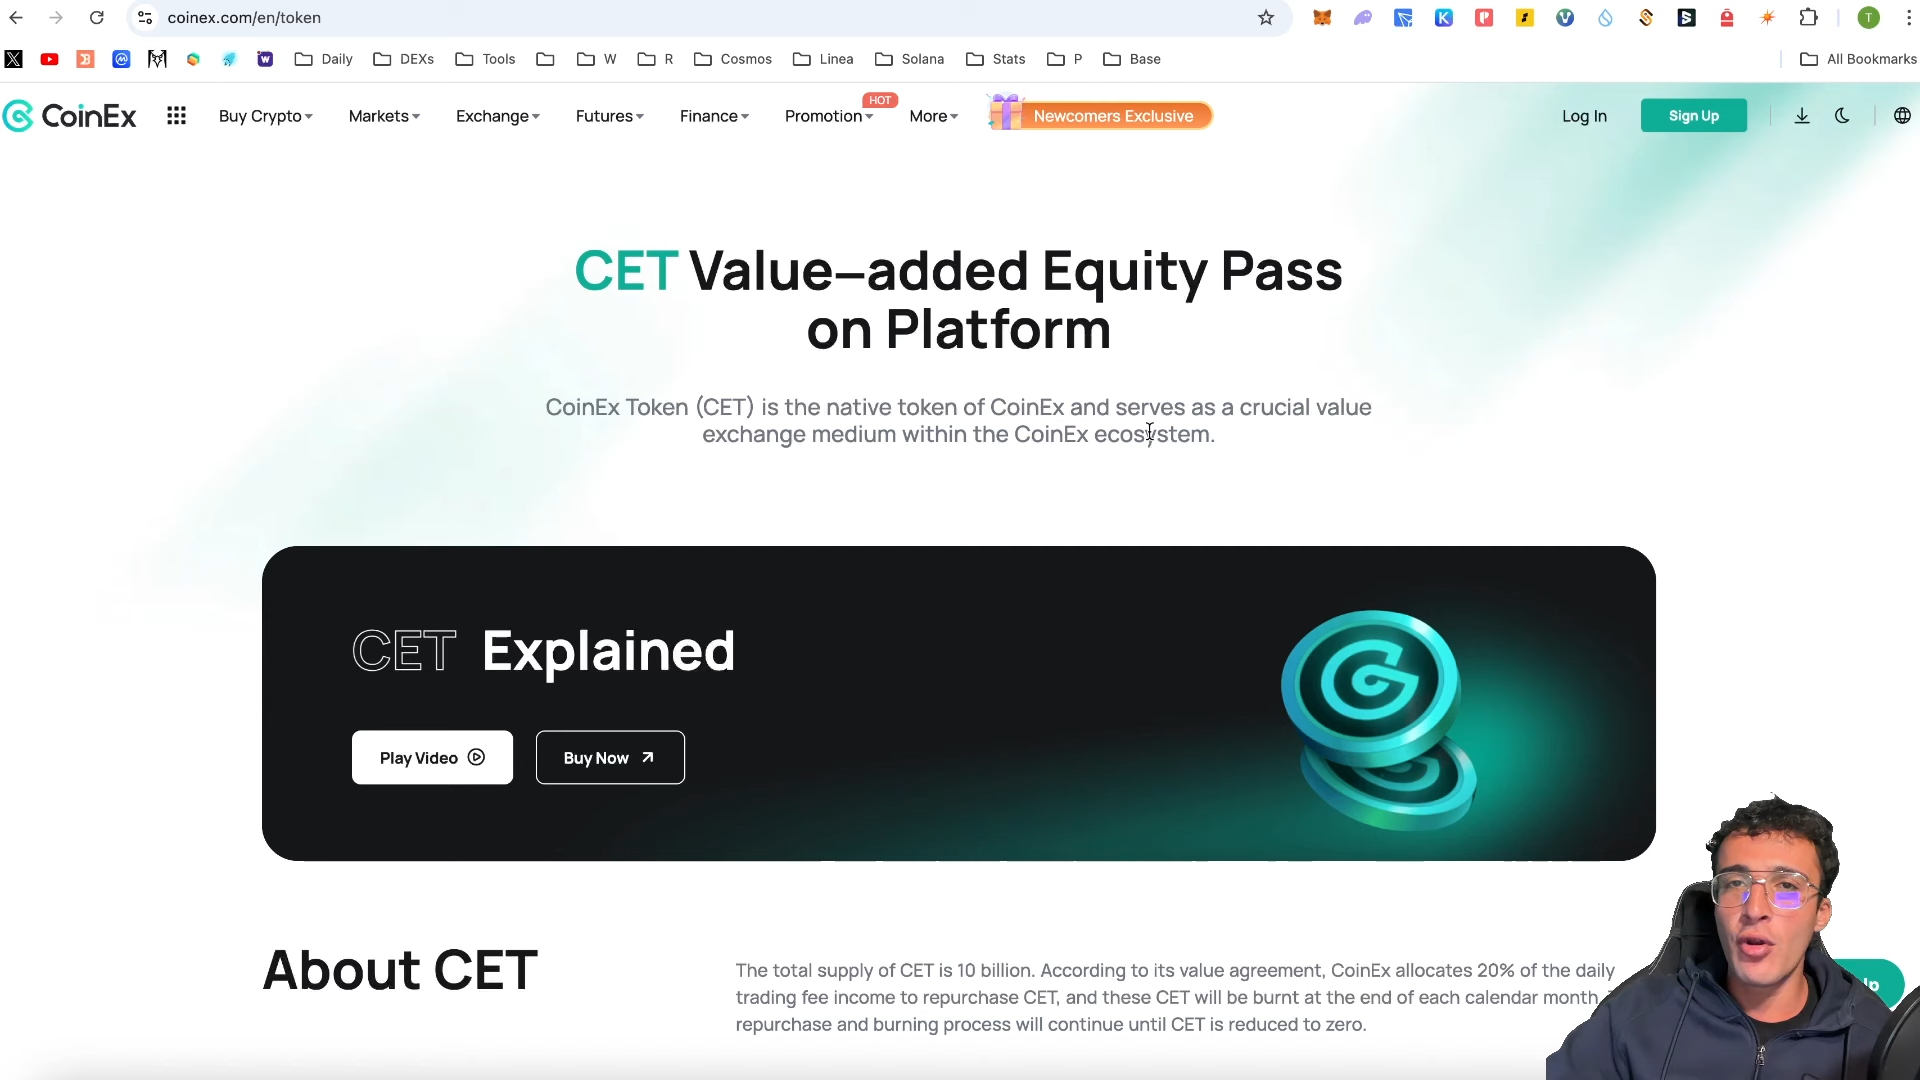 coinex.com/en/token
T
Daily
DEXs
Tools
W
R
Cosmos
Linea
Solana
Stats
P
Base
All Bookmarks
CoinEx
Buy Crypto
Markets
Exchange
Futures
Finance
Promotion
HOT
More
Newcomers Exclusive
Log In
Sign Up
CET Value–added Equity Pass
on Platform
CoinEx Token (CET) is the native token of CoinEx and serves as a crucial value
exchange medium within the CoinEx ecosystem.
CET Explained
Play Video
Buy Now
About CET
The total supply of CET is 10 billion. According to its value agreement, CoinEx allocates 20% of the daily
trading fee income to repurchase CET, and these CET will be burnt at the end of each calendar month
repurchase and burning process will continue until CET is reduced to zero.